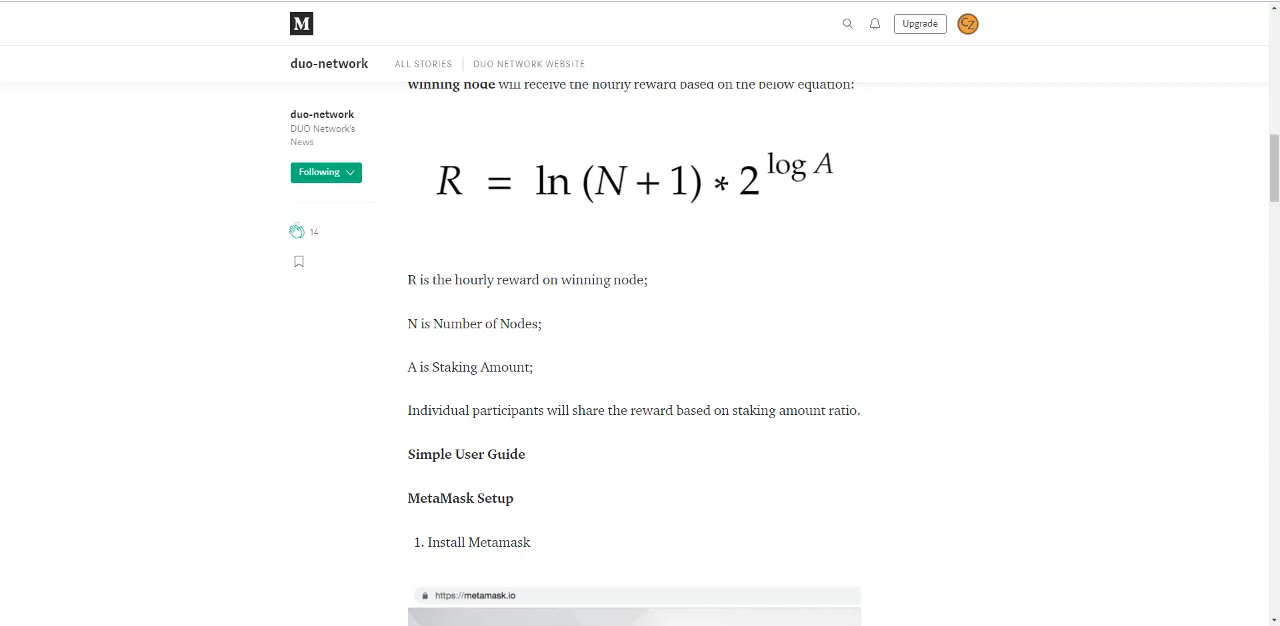 M
Upgrade
CZ
duo-network
ALL STORIES
DUO NETWORK WEBSITE
winning node will receive the hourly reward based on the below equation:
duo-network
DUO Network's
News
Following
14
R = ln (N + 1) * 2^log A
R is the hourly reward on winning node;
N is Number of Nodes;
A is Staking Amount;
Individual participants will share the reward based on staking amount ratio.
Simple User Guide
MetaMask Setup
1. Install Metamask
https://metamask.io